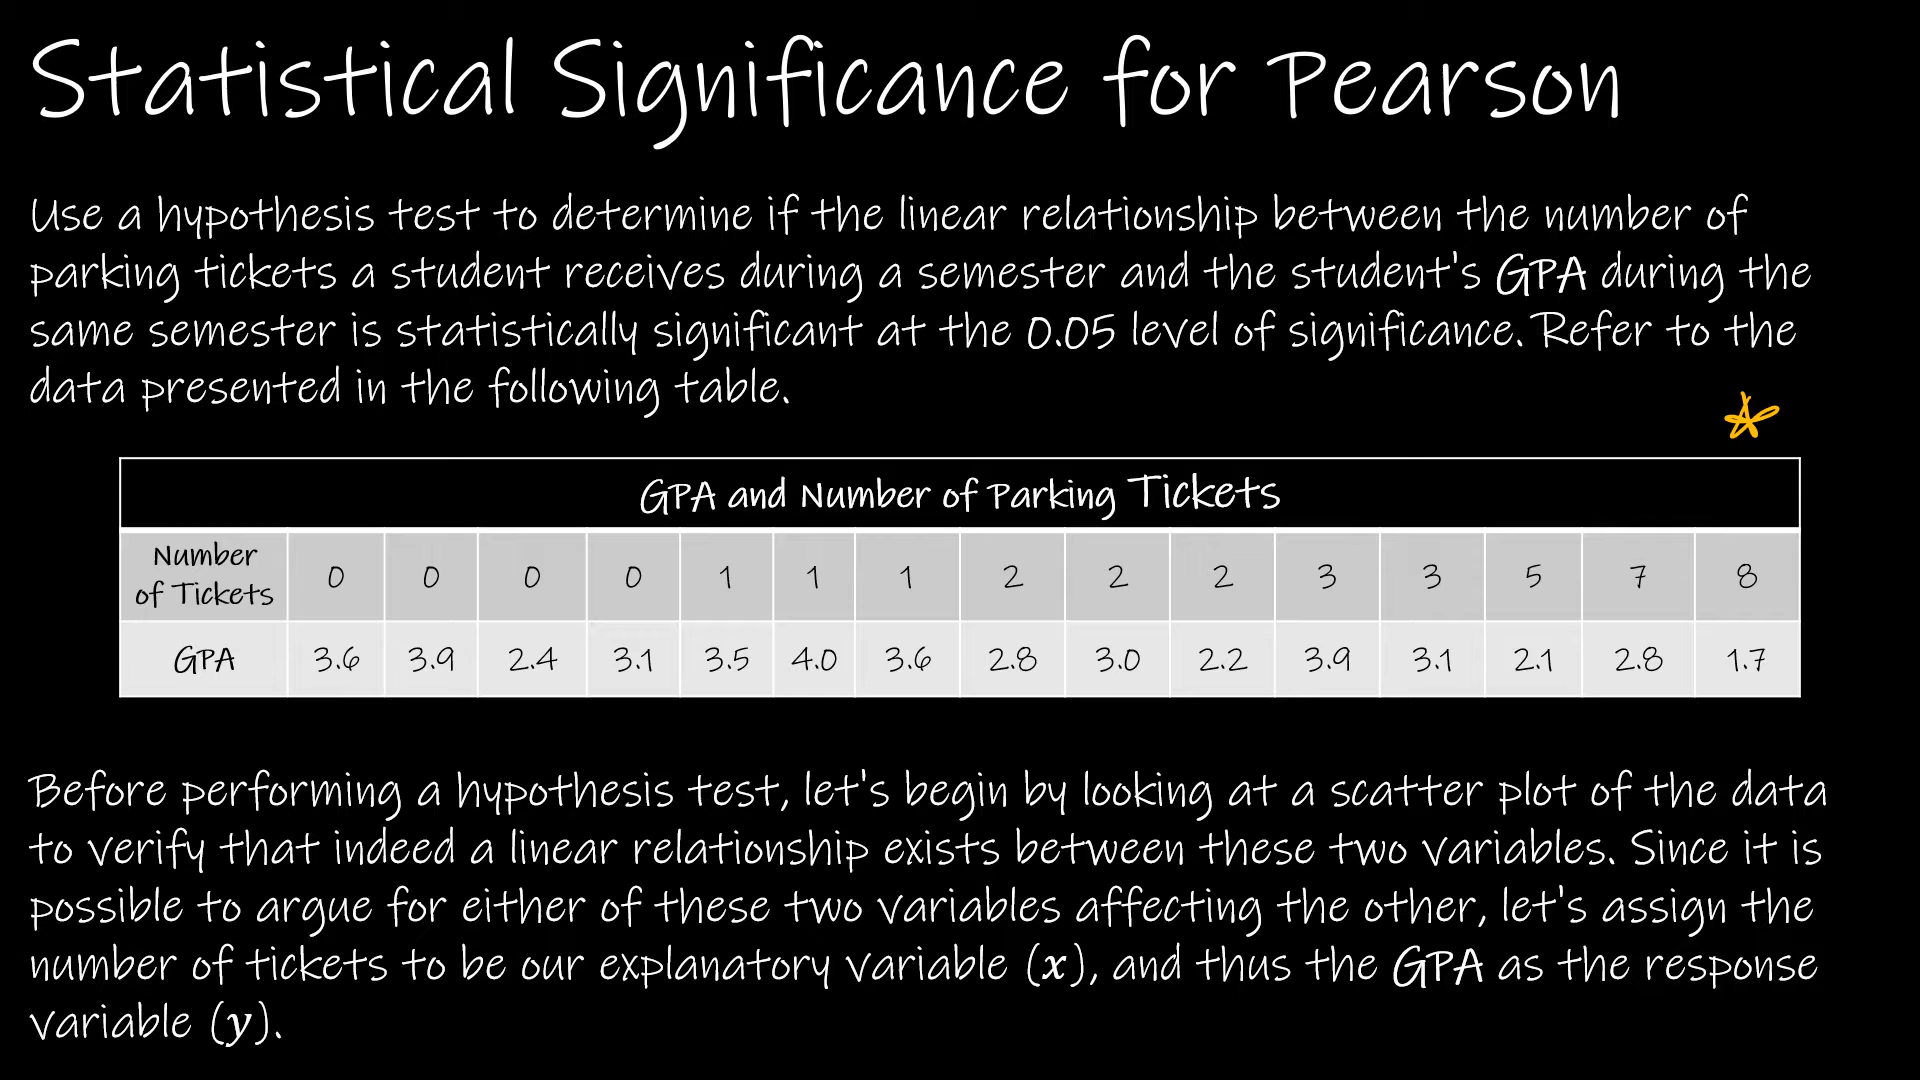 Statistical Significance for Pearson
Use a hypothesis test to determine if the linear relationship between the number of
parking tickets a student receives during a semester and the student's GPA during the
same semester is statistically significant at the 0.05 level of significance. Refer to the
data presented in the following table.
GPA and Number of Parking Tickets
Number
of Tickets 0 0 0 0 1 1 1 2 2 2 3 3 5 7 8
GPA 3.6 3.9 2.4 3.1 3.5 4.0 3.6 2.8 3.0 2.2 3.9 3.1 2.1 2.8 1.7
Before performing a hypothesis test, let's begin by looking at a scatter plot of the data
to verify that indeed a linear relationship exists between these two variables. Since it is
possible to argue for either of these two variables affecting the other, let's assign the
number of tickets to be our explanatory variable (x), and thus the GPA as the response
variable (y).